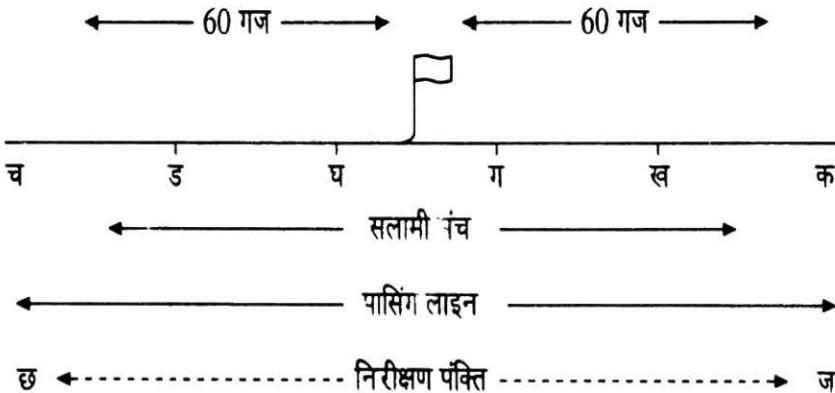 60 गज 60 गज
च ड घ ग ख क
सलामी
पासिंग लाइन
छ निरीक्षण पंक्ति ज